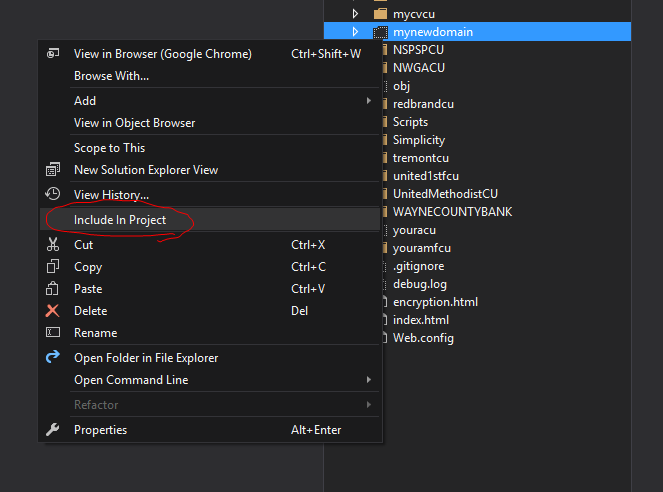 mycvcu
mynewdomain
NSPSPCU
NWGACU
obj
redbrandcu
Scripts
Simplicity
tremontcu
united1stfcu
UnitedMethodistCU
WAYNECOUNTYBANK
youracu
youramfcu
.gitignore
debug.log
encryption.html
index.html
Web.config
View in Browser (Google Chrome) Ctrl+Shift+W
Browse With...
Add
View in Object Browser
Scope to This
New Solution Explorer View
View History...
Include In Project
Cut Ctrl+X
Copy Ctrl+C
Paste Ctrl+V
Delete Del
Rename
Open Folder in File Explorer
Open Command Line
Refactor
Properties Alt+Enter